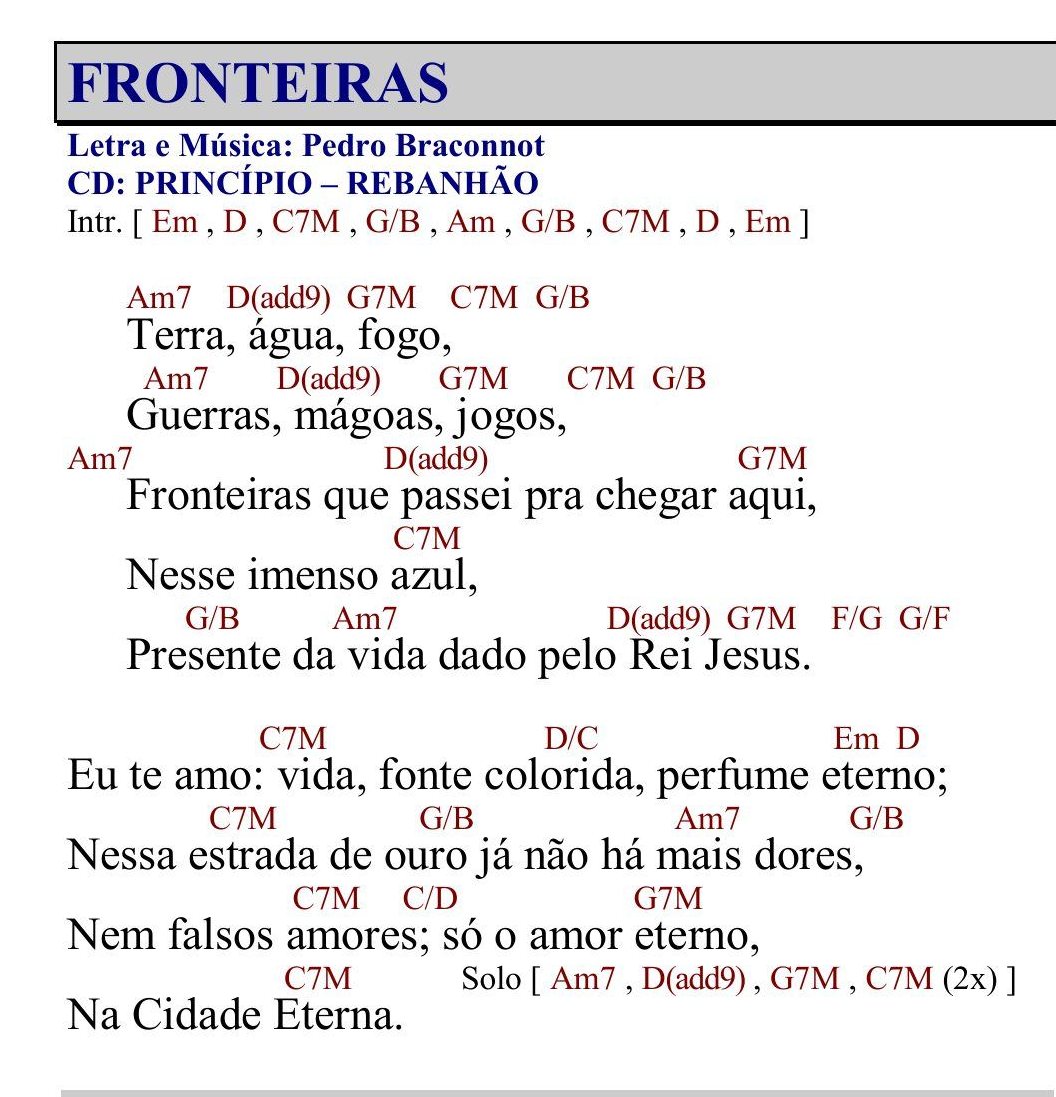 FRONTEIRAS
Letra e Música: Pedro Braconnot
CD: PRINCÍPIO – REBANHÃO
Intr. [ Em , D , C7M , G/B , Am , G/B , C7M , D , Em ]
Am7 D(add9) G7M C7M G/B
Terra, água, fogo,
Am7 D(add9) G7M C7M G/B
Guerras, mágoas, jogos,
Am7 D(add9) G7M
Fronteiras que passei pra chegar aqui,
C7M
Nesse imenso azul,
G/B Am7 D(add9) G7M F/G G/F
Presente da vida dado pelo Rei Jesus.
C7M D/C Em D
Eu te amo: vida, fonte colorida, perfume eterno;
C7M G/B Am7 G/B
Nessa estrada de ouro já não há mais dores,
C7M C/D G7M
Nem falsos amores; só o amor eterno,
C7M Solo [ Am7 , D(add9) , G7M , C7M (2x) ]
Na Cidade Eterna.